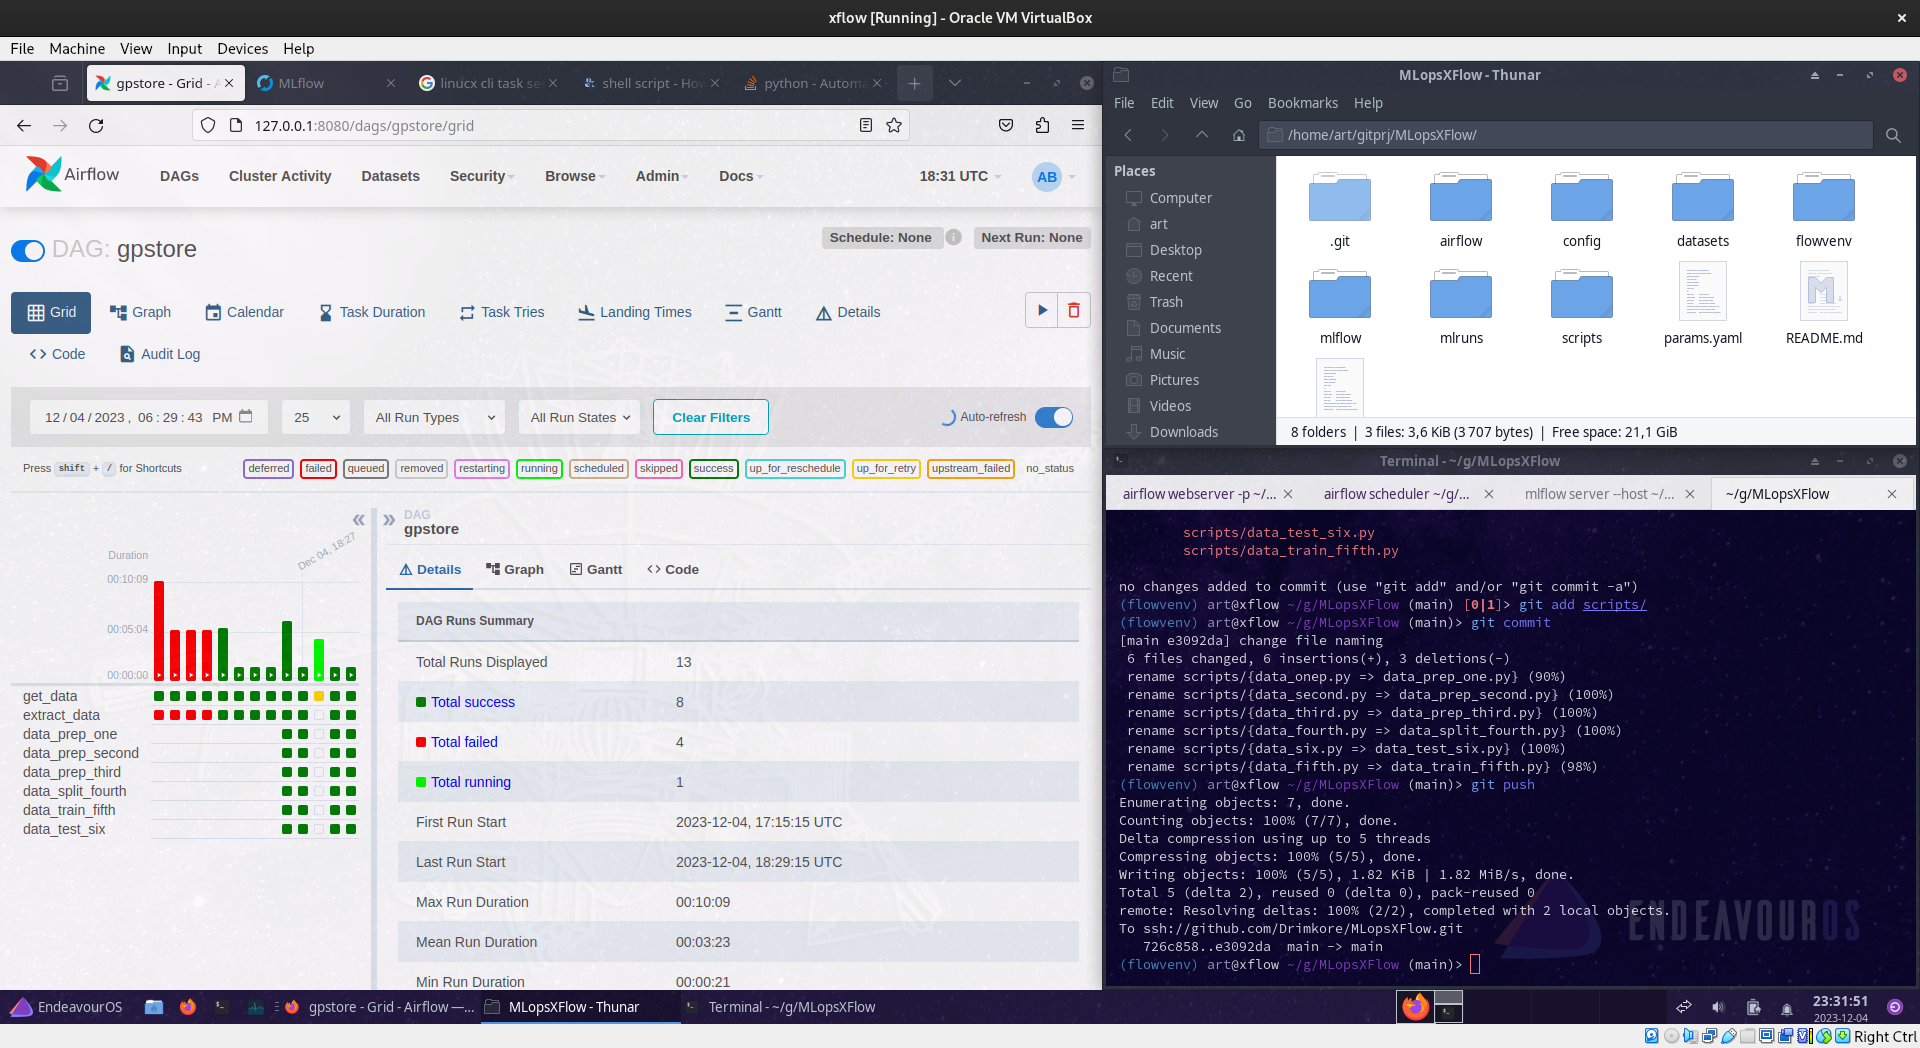 xflow [Running] - Oracle VM VirtualBox
File Machine View Input Devices Help
gpstore - Grid - A
MLflow
linucx cli task se
shell script - How
python - Automa
127.0.0.1:8080/dags/gpstore/grid
Airflow
DAGs Cluster Activity Datasets Security Browse Admin Docs 18:31 UTC AB
DAG: gpstore
Schedule: None
Next Run: None
Grid Graph Calendar Task Duration Task Tries Landing Times Gantt Details
Code Audit Log
12 / 04 / 2023 , 06 : 29 : 43 PM
25
All Run Types
All Run States
Clear Filters
Auto-refresh
Press shift + / for Shortcuts
deferred failed queued removed restarting running scheduled skipped success up_for_reschedule up_for_retry upstream_failed no_status
Duration
Dec 04, 18:27
00:10:09
00:05:04
00:00:00
get_data
extract_data
data_prep_one
data_prep_second
data_prep_third
data_split_fourth
data_train_fifth
data_test_six
DAG
gpstore
Details Graph Gantt Code
DAG Runs Summary
Total Runs Displayed 13
Total success 8
Total failed 4
Total running 1
First Run Start 2023-12-04, 17:15:15 UTC
Last Run Start 2023-12-04, 18:29:15 UTC
Max Run Duration 00:10:09
Mean Run Duration 00:03:23
Min Run Duration 00:00:21
MLopsXFlow - Thunar
File Edit View Go Bookmarks Help
/home/art/gitprj/MLopsXFlow/
Places
Computer
art
Desktop
Recent
Trash
Documents
Music
Pictures
Videos
Downloads
.git airflow config datasets flowvenv
mlflow mlruns scripts params.yaml README.md
8 folders | 3 files: 3,6 KiB (3 707 bytes) | Free space: 21,1 GiB
Terminal - ~/g/MLopsXFlow
airflow webserver -p ~/...
airflow scheduler ~/g/...
mlflow server --host ~/...
~/g/MLopsXFlow
scripts/data_test_six.py
scripts/data_train_fifth.py
no changes added to commit (use "git add" and/or "git commit -a")
(flowvenv) art@xflow ~/g/MLopsXFlow (main) [0|1]> git add scripts/
(flowvenv) art@xflow ~/g/MLopsXFlow (main)> git commit
[main e3092da] change file naming
6 files changed, 6 insertions(+), 3 deletions(-)
rename scripts/{data_onep.py => data_prep_one.py} (90%)
rename scripts/{data_second.py => data_prep_second.py} (100%)
rename scripts/{data_third.py => data_prep_third.py} (100%)
rename scripts/{data_fourth.py => data_split_fourth.py} (100%)
rename scripts/{data_six.py => data_test_six.py} (100%)
rename scripts/{data_fifth.py => data_train_fifth.py} (98%)
(flowvenv) art@xflow ~/g/MLopsXFlow (main)> git push
Enumerating objects: 7, done.
Counting objects: 100% (7/7), done.
Delta compression using up to 5 threads
Compressing objects: 100% (5/5), done.
Writing objects: 100% (5/5), 1.82 KiB | 1.82 MiB/s, done.
Total 5 (delta 2), reused 0 (delta 0), pack-reused 0
remote: Resolving deltas: 100% (2/2), completed with 2 local objects.
To ssh://github.com/Drimkore/MLopsXFlow.git
726c858..e3092da main -> main
(flowvenv) art@xflow ~/g/MLopsXFlow (main)>
ENDEAVOUROS
EndeavourOS
gpstore - Grid - Airflow —...
MLopsXFlow - Thunar
Terminal - ~/g/MLopsXFlow
23:31:51
2023-12-04
Right Ctrl